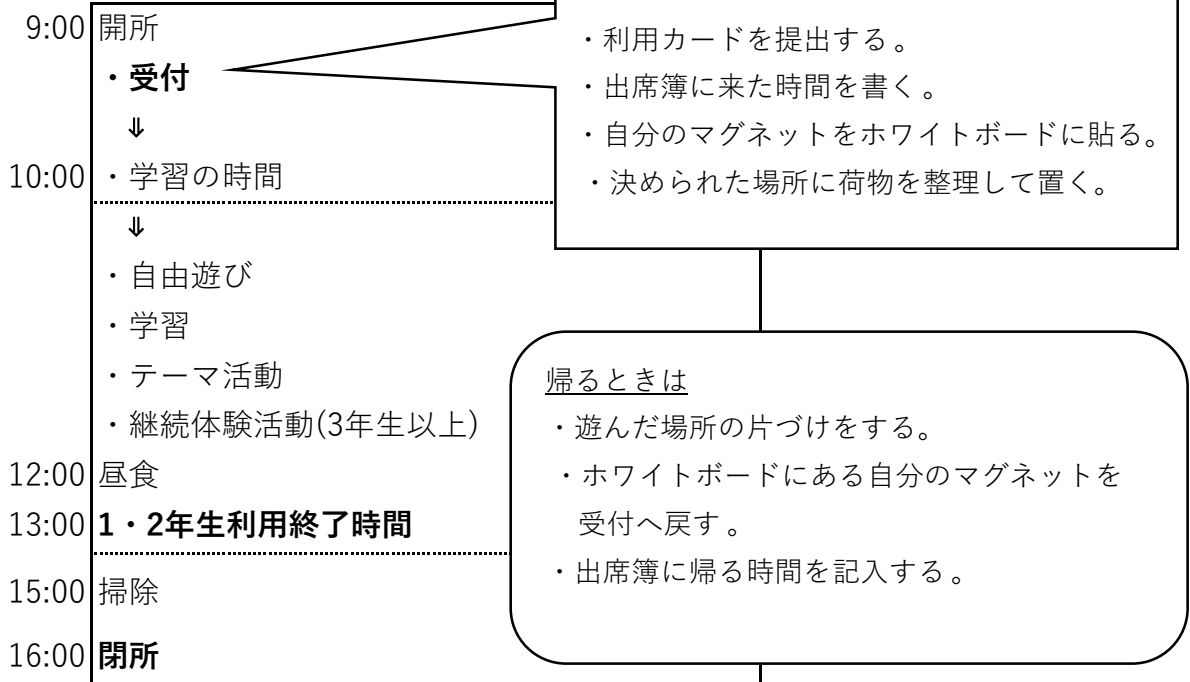 9:00 開所
・受付
⇓
10:00 ・学習の時間
⇓
・自由遊び
・学習
・テーマ活動
・継続体験活動(3年生以上)
12:00 昼食
13:00 1・2年生利用終了時間
15:00 掃除
16:00 閉所
・利用カードを提出する。
・出席簿に来た時間を書く。
・自分のマグネットをホワイトボードに貼る。
・決められた場所に荷物を整理して置く。
帰るときは
・遊んだ場所の片づけをする。
・ホワイトボードにある自分のマグネットを
受付へ戻す。
・出席簿に帰る時間を記入する。